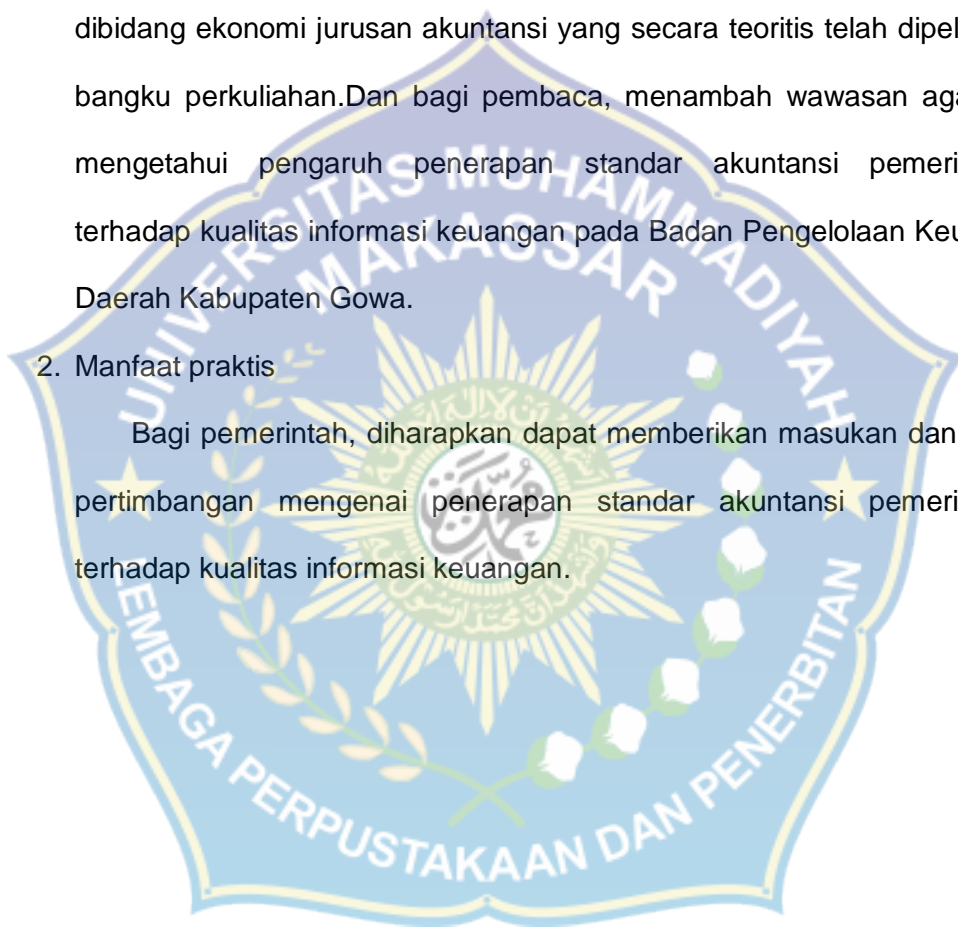 dibidang ekonomi jurusan akuntansi yang secara teoritis telah dipel
bangku perkuliahan.Dan bagi pembaca, menambah wawasan aga
mengetahui pengaruh penerapan standar akuntansi pemeri
terhadap kualitas informasi keuangan pada Badan Pengelolaan Keu
Daerah Kabupaten Gowa.
2. Manfaat praktis
Bagi pemerintah, diharapkan dapat memberikan masukan dan
pertimbangan mengenai penerapan standar akuntansi pemeri
terhadap kualitas informasi keuangan.
UNIVERSITAS MUHAMMADIYAH
MAKASSAR
LEMBAGA PERPUSTAKAAN DAN PENERBITAN